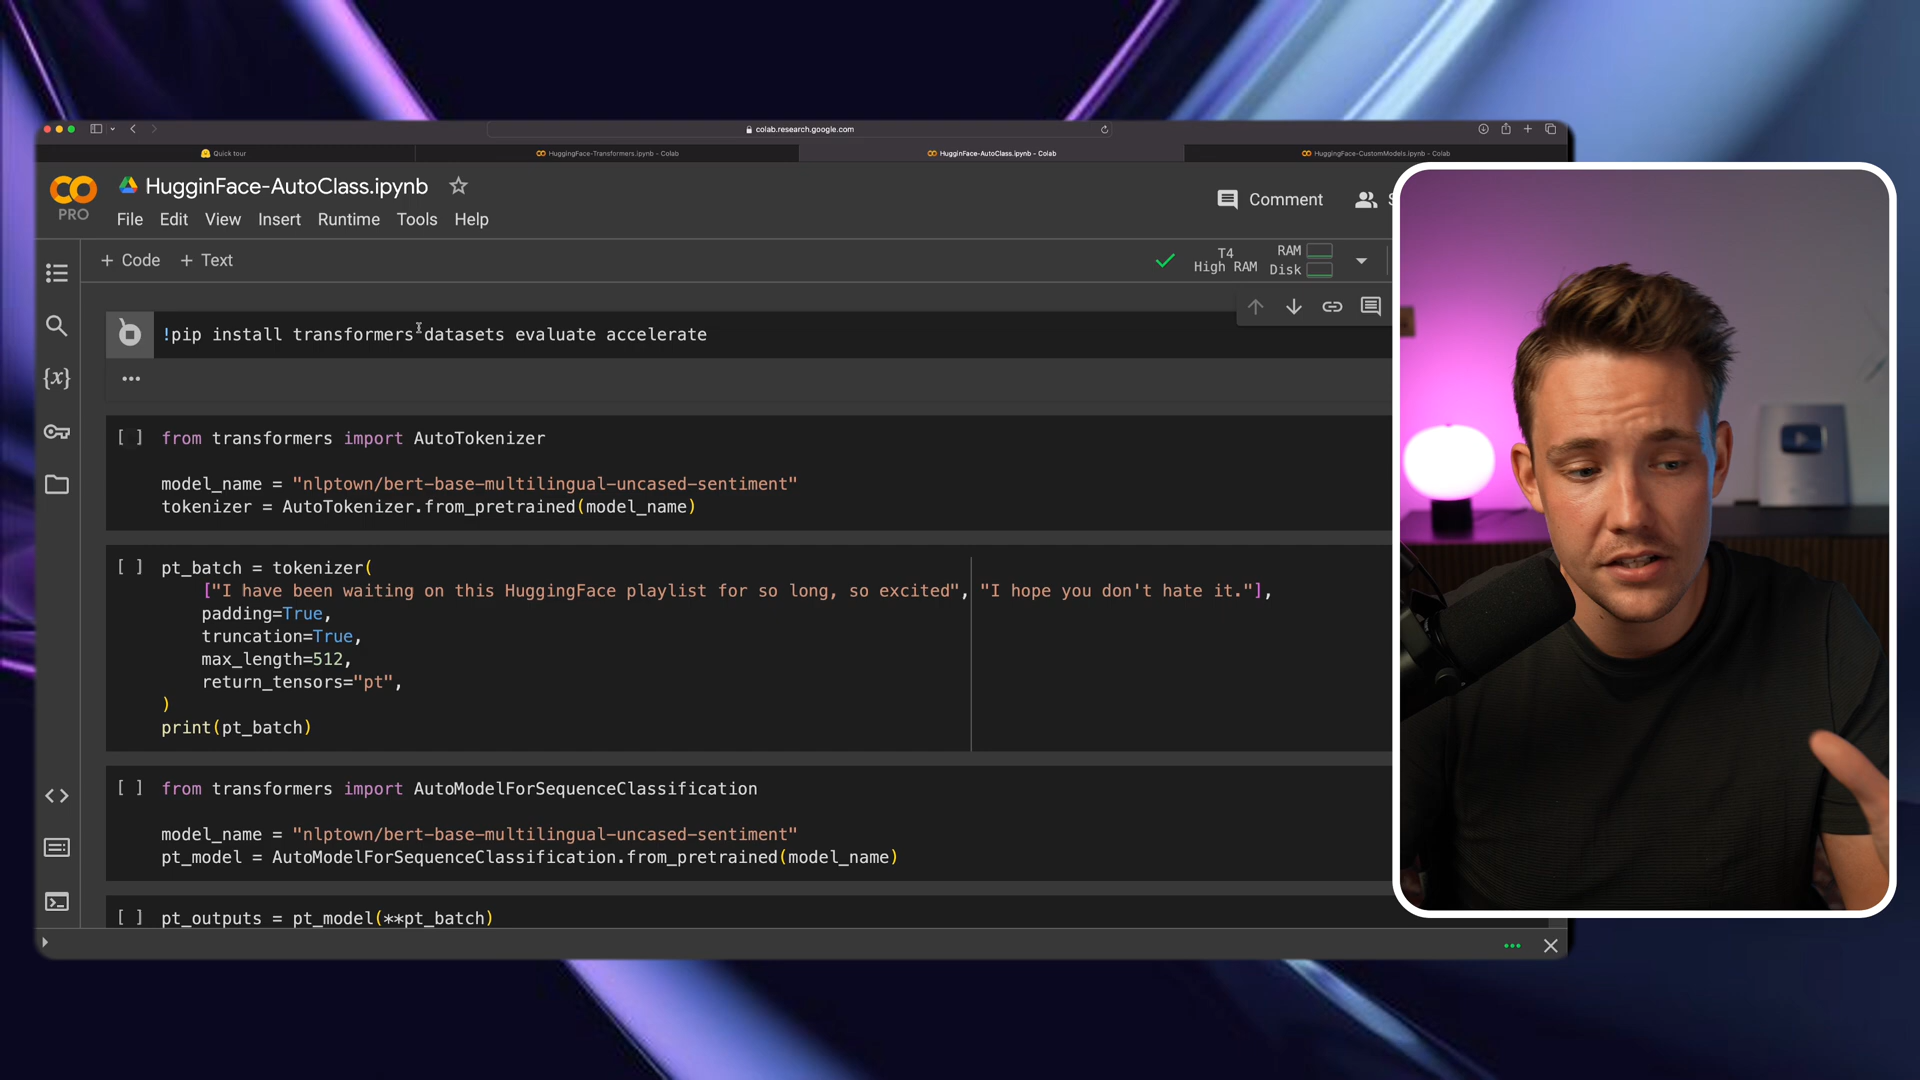 colab.research.google.com
Quick tour
HuggingFace-Transformers.ipynb - Colab
HugginFace-AutoClass.ipynb - Colab
HuggingFace-CustomModels.ipynb - Colab
CO
PRO
HugginFace-AutoClass.ipynb
File Edit View Insert Runtime Tools Help
Comment
+ Code + Text
T4
High RAM
RAM
Disk
!pip install transformers datasets evaluate accelerate
•••
[ ] from transformers import AutoTokenizer
model_name = "nlptown/bert-base-multilingual-uncased-sentiment"
tokenizer = AutoTokenizer.from_pretrained(model_name)
[ ] pt_batch = tokenizer(
["I have been waiting on this HuggingFace playlist for so long, so excited", "I hope you don't hate it."],
padding=True,
truncation=True,
max_length=512,
return_tensors="pt",
)
print(pt_batch)
[ ] from transformers import AutoModelForSequenceClassification
model_name = "nlptown/bert-base-multilingual-uncased-sentiment"
pt_model = AutoModelForSequenceClassification.from_pretrained(model_name)
[ ] pt_outputs = pt_model(**pt_batch)